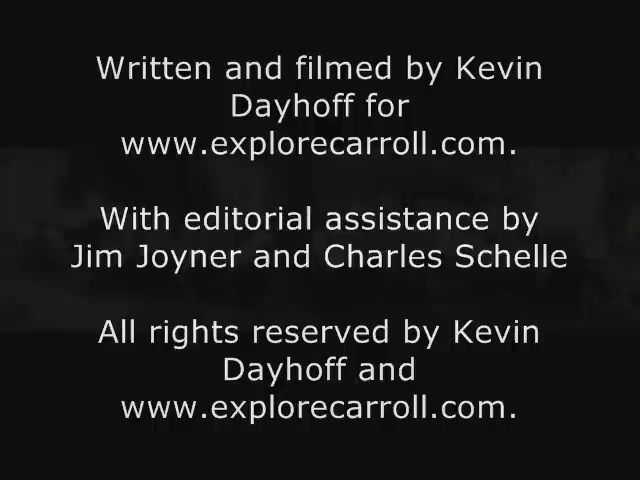 Written and filmed by Kevin
Dayhoff for
www.explorecarroll.com.
With editorial assistance by
Jim Joyner and Charles Schelle
All rights reserved by Kevin
Dayhoff and
www.explorecarroll.com.